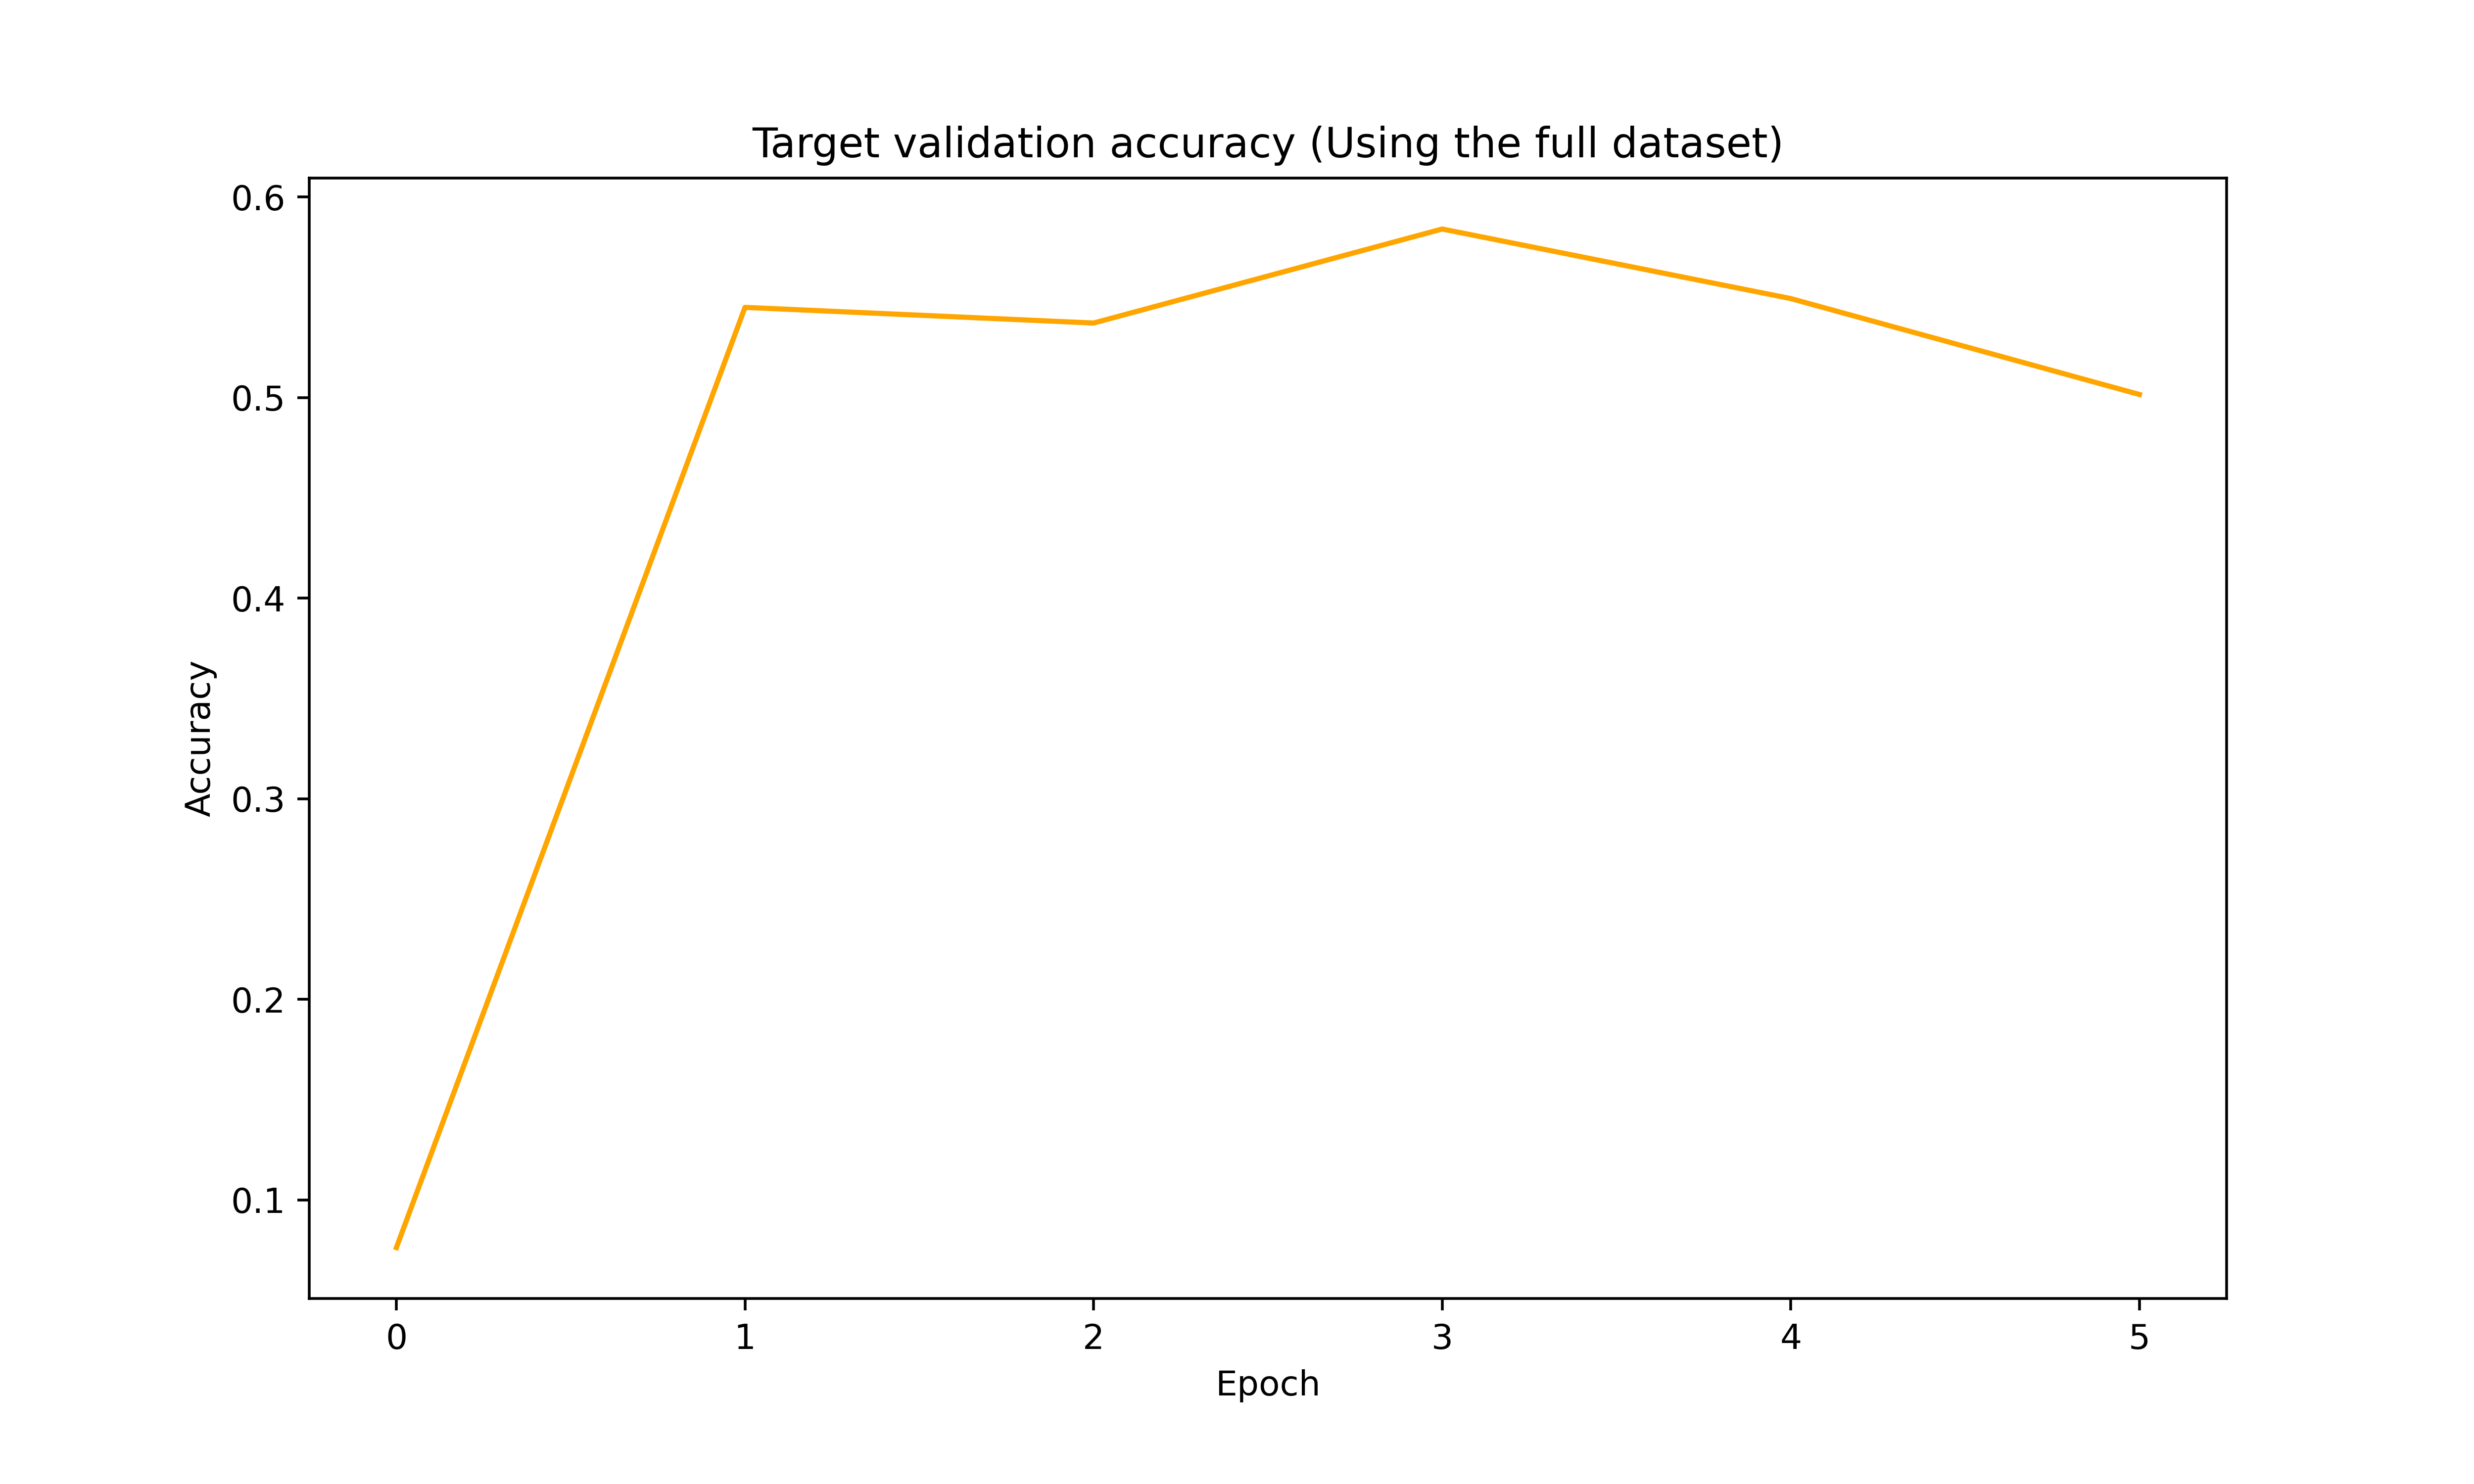 Target validation accuracy (Using the full dataset)
0.6
0.5
0.4
0.3
0.2
0.1
Accuracy
0 1 2 3 4 5
Epoch